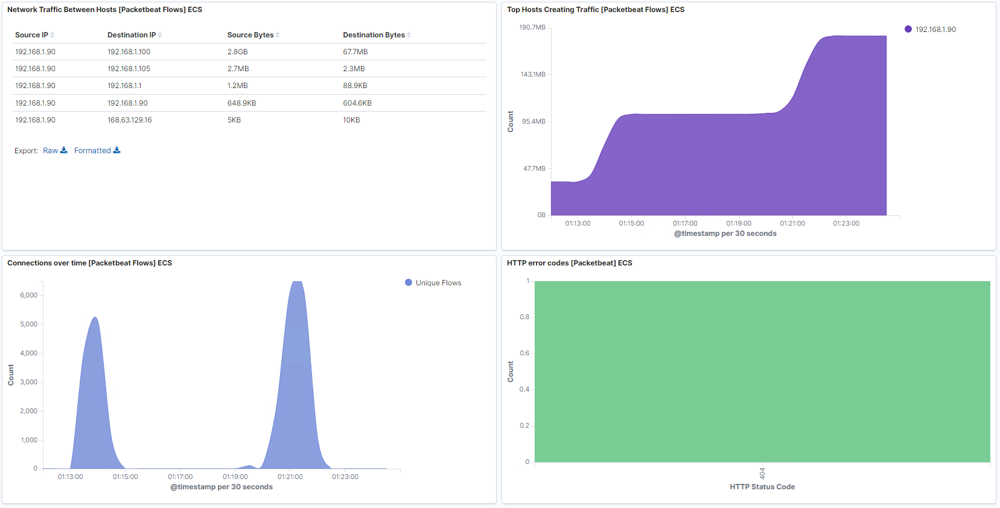 Network Traffic Between Hosts [Packetbeat Flows] ECS
Source IP Destination IP Source Bytes Destination Bytes
192.168.1.90 192.168.1.100 2.8GB 67.7MB
192.168.1.90 192.168.1.105 2.7MB 2.3MB
192.168.1.90 192.168.1.1 1.2MB 88.9KB
192.168.1.90 192.168.1.90 648.9KB 604.6KB
192.168.1.90 168.63.129.16 5KB 10KB
Export: Raw Formatted
Top Hosts Creating Traffic [Packetbeat Flows] ECS
190.7MB
143.1MB
95.4MB
47.7MB
0B
Count
01:13:00 01:15:00 01:17:00 01:19:00 01:21:00 01:23:00
@timestamp per 30 seconds
192.168.1.90
Connections over time [Packetbeat Flows] ECS
6,000
5,000
4,000
3,000
2,000
1,000
0
Count
01:13:00 01:15:00 01:17:00 01:19:00 01:21:00 01:23:00
@timestamp per 30 seconds
Unique Flows
HTTP error codes [Packetbeat] ECS
1
0.8
0.6
0.4
0.2
0
Count
404
HTTP Status Code